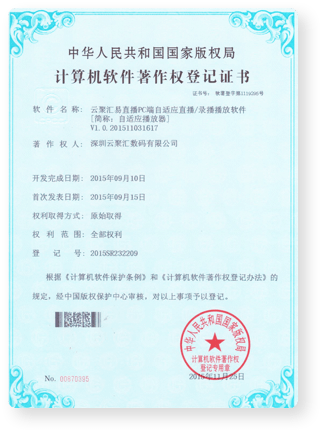 中华人民共和国国家版权局
计算机软件著作权登记证书
证书号: 软著登字第
软件名称: 云聚汇易直播PC端自适应直播/录播播放软件
[简称: 自适应播放器]
V1.0.201511031617
著作权人: 深圳云聚汇数码有限公司
开发完成日期: 2015年09月10日
首次发表日期: 2015年09月15日
权利取得方式: 原始取得
权利范围: 全部权利
登记号: 2015SR232209
根据《计算机软件保护条例》和《计算机软件著作权登记办法》的
规定, 经中国版权保护中心审核, 对以上事项予以登记。
中华人民共和国国家版权局
计算机软件著作权
登记专用章
No. 00870395
2015年11月25日